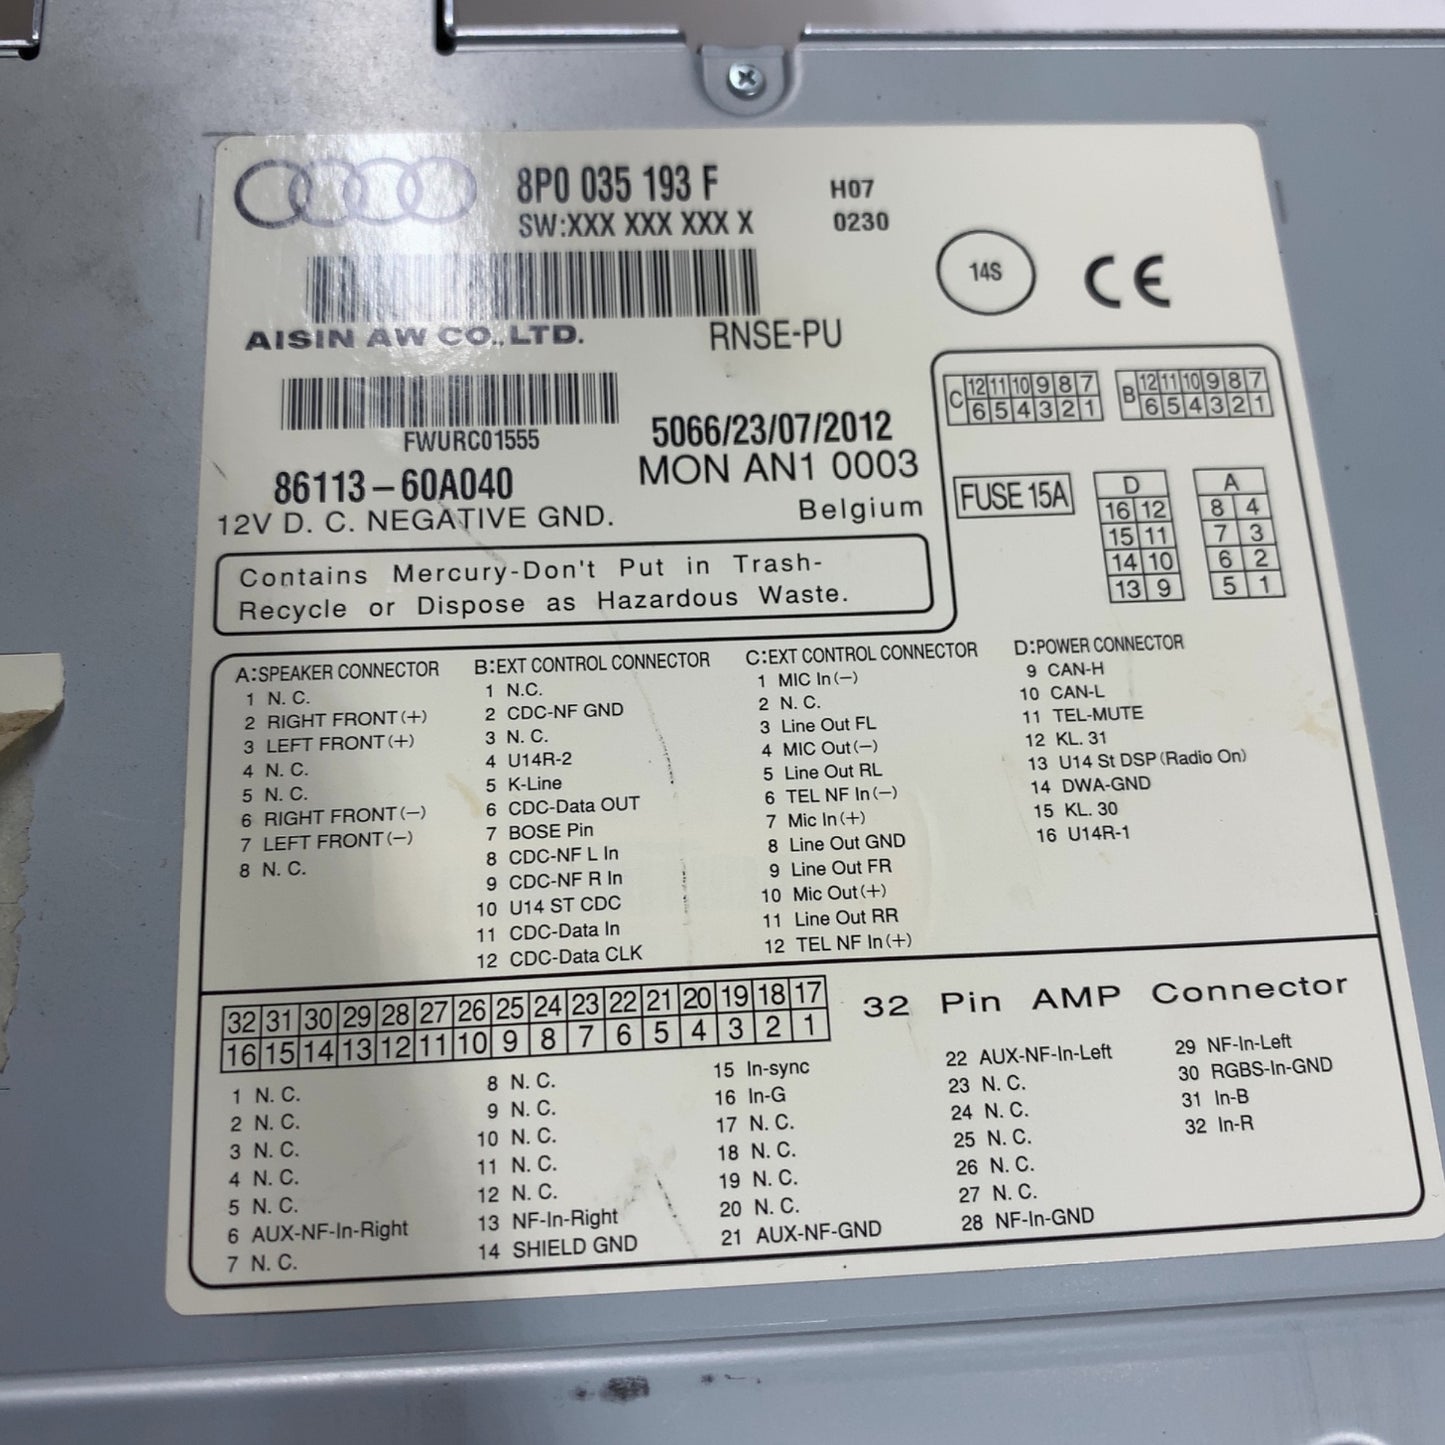 8P0 035 193 F
H07
SW:XXX XXX XXX X
0230
14S
CE
AISIN AW CO.,LTD.
RNSE-PU
FWURC01555
5066/23/07/2012
86113-60A040
MON AN1 0003
12V D. C. NEGATIVE GND.
Belgium
Contains Mercury-Don't Put in Trash-
Recycle or Dispose as Hazardous Waste.
C 12 11 10 9 8 7
6 5 4 3 2 1
B 12 11 10 9 8 7
6 5 4 3 2 1
FUSE 15A
D
16 12
15 11
14 10
13 9
A
8 4
7 3
6 2
5 1
A:SPEAKER CONNECTOR
1 N. C.
2 RIGHT FRONT(+)
3 LEFT FRONT(+)
4 N. C.
5 N. C.
6 RIGHT FRONT(-)
7 LEFT FRONT(-)
8 N. C.
B:EXT CONTROL CONNECTOR
1 N.C.
2 CDC-NF GND
3 N. C.
4 U14R-2
5 K-Line
6 CDC-Data OUT
7 BOSE Pin
8 CDC-NF L In
9 CDC-NF R In
10 U14 ST CDC
11 CDC-Data In
12 CDC-Data CLK
C:EXT CONTROL CONNECTOR
1 MIC In(-)
2 N. C.
3 Line Out FL
4 MIC Out(-)
5 Line Out RL
6 TEL NF In(-)
7 Mic In(+)
8 Line Out GND
9 Line Out FR
10 Mic Out(+)
11 Line Out RR
12 TEL NF In(+)
D:POWER CONNECTOR
9 CAN-H
10 CAN-L
11 TEL-MUTE
12 KL. 31
13 U14 St DSP(Radio On)
14 DWA-GND
15 KL. 30
16 U14R-1
32 31 30 29 28 27 26 25 24 23 22 21 20 19 18 17
16 15 14 13 12 11 10 9 8 7 6 5 4 3 2 1
32 Pin AMP Connector
1 N. C.
2 N. C.
3 N. C.
4 N. C.
5 N. C.
6 AUX-NF-In-Right
7 N. C.
8 N. C.
9 N. C.
10 N. C.
11 N. C.
12 N. C.
13 NF-In-Right
14 SHIELD GND
15 In-sync
16 In-G
17 N. C.
18 N. C.
19 N. C.
20 N. C.
21 AUX-NF-GND
22 AUX-NF-In-Left
23 N. C.
24 N. C.
25 N. C.
26 N. C.
27 N. C.
28 NF-In-GND
29 NF-In-Left
30 RGBS-In-GND
31 In-B
32 In-R